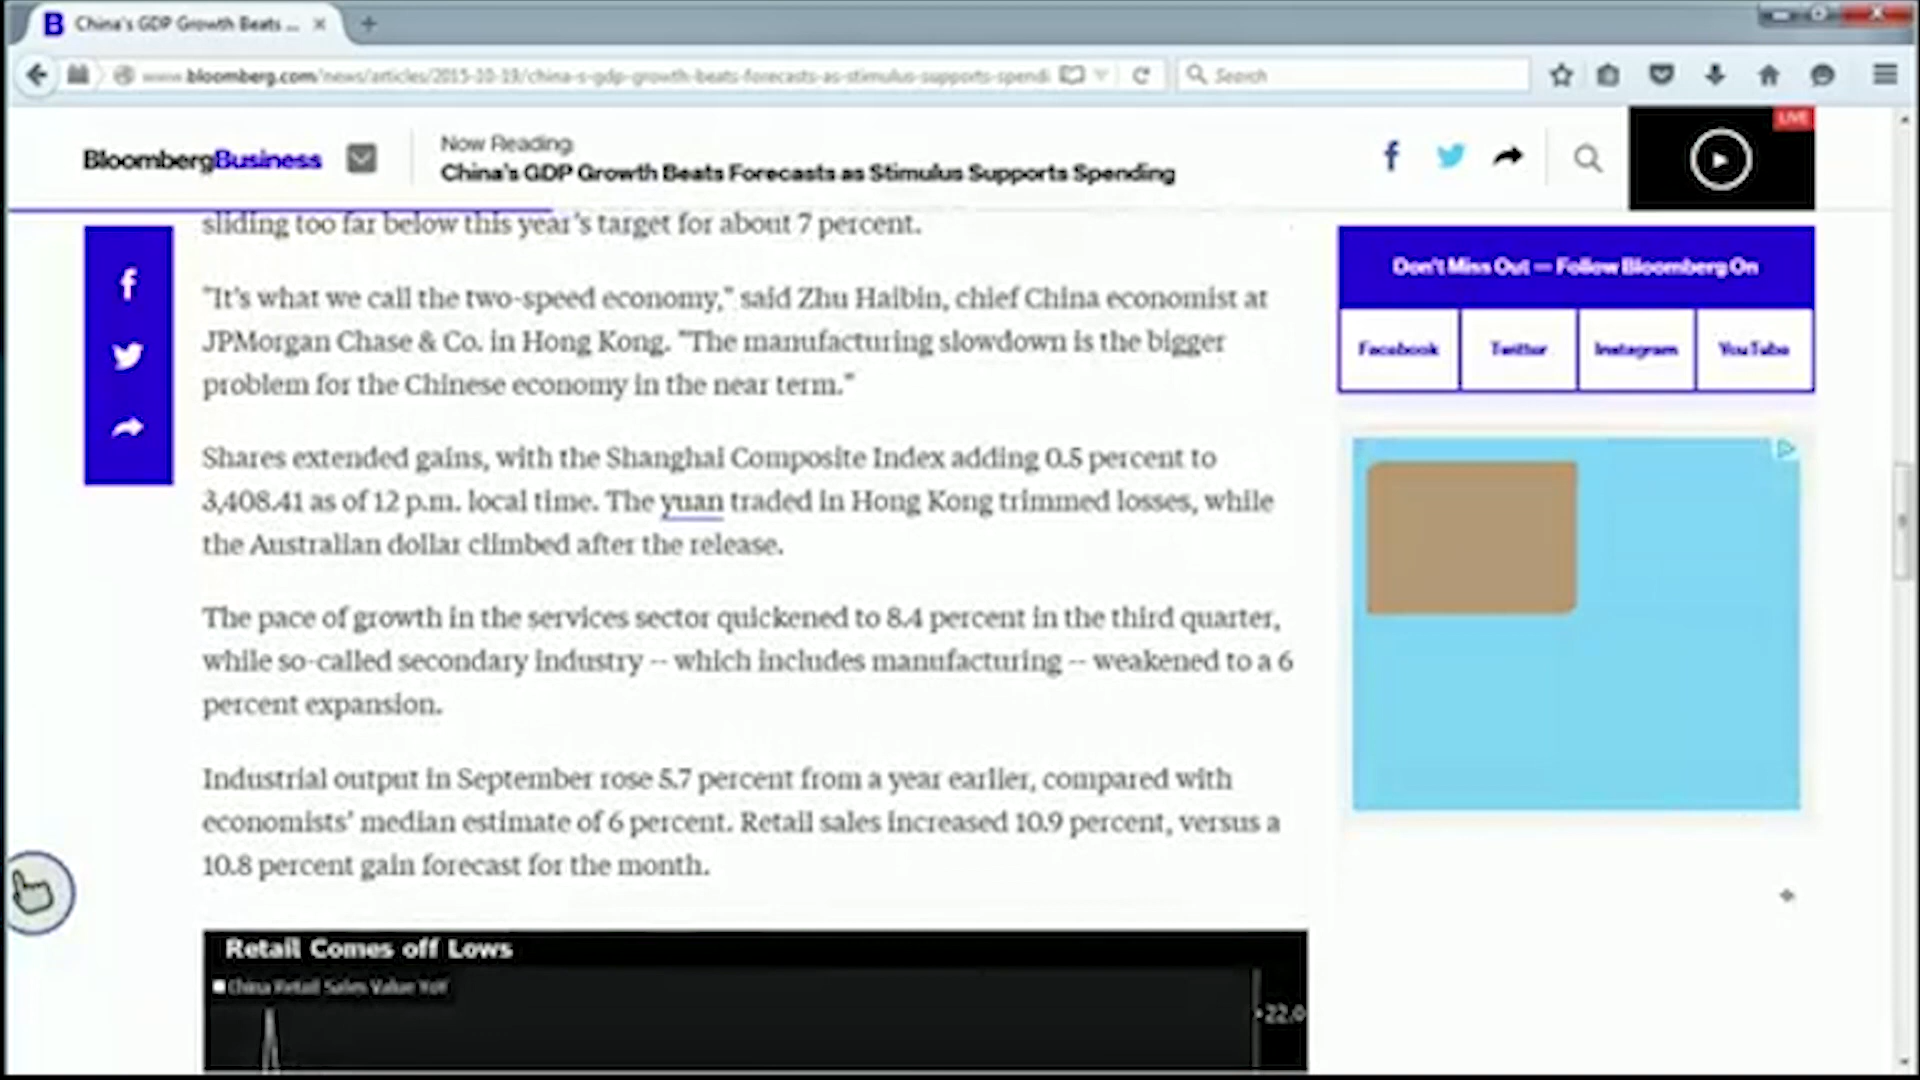 China's GDP Growth Beats ...
www.bloomberg.com/news/articles/2015-10-19/china-s-gdp-growth-beats-forecasts-as-stimulus-supports-spendi
Search
BloombergBusiness
Now Reading
China's GDP Growth Beats Forecasts as Stimulus Supports Spending
LIVE
sliding too far below this year's target for about 7 percent.
"It's what we call the two-speed economy," said Zhu Haibin, chief China economist at
JPMorgan Chase & Co. in Hong Kong. "The manufacturing slowdown is the bigger
problem for the Chinese economy in the near term."
Shares extended gains, with the Shanghai Composite Index adding 0.5 percent to
3,408.41 as of 12 p.m. local time. The yuan traded in Hong Kong trimmed losses, while
the Australian dollar climbed after the release.
The pace of growth in the services sector quickened to 8.4 percent in the third quarter,
while so-called secondary industry -- which includes manufacturing -- weakened to a 6
percent expansion.
Industrial output in September rose 5.7 percent from a year earlier, compared with
economists' median estimate of 6 percent. Retail sales increased 10.9 percent, versus a
10.8 percent gain forecast for the month.
Retail Comes off Lows
China Retail Sales Value YoY
22.0
Don't Miss Out — Follow Bloomberg On
Facebook Twitter Instagram YouTube